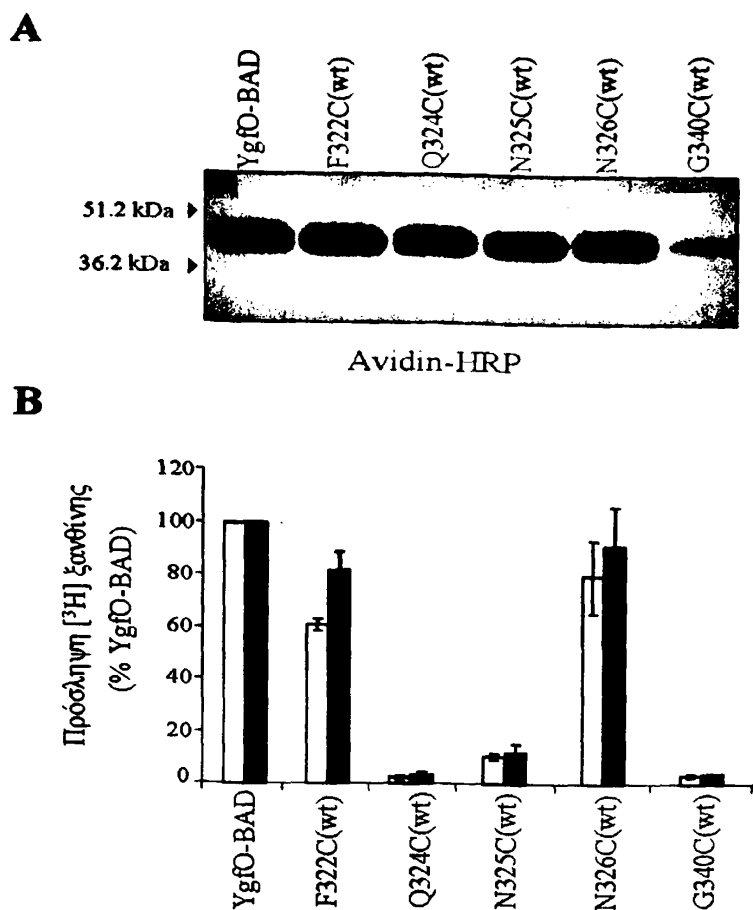 A
YgfO-BAD
F322C(wt)
Q324C(wt)
N325C(wt)
N326C(wt)
G340C(wt)
51.2 kDa
36.2 kDa
Avidin-HRP
B
Πρόσληψη [³H] ξανθίνης
(% YgfO-BAD)
120
100
80
60
40
20
0
YgfO-BAD
F322C(wt)
Q324C(wt)
N325C(wt)
N326C(wt)
G340C(wt)